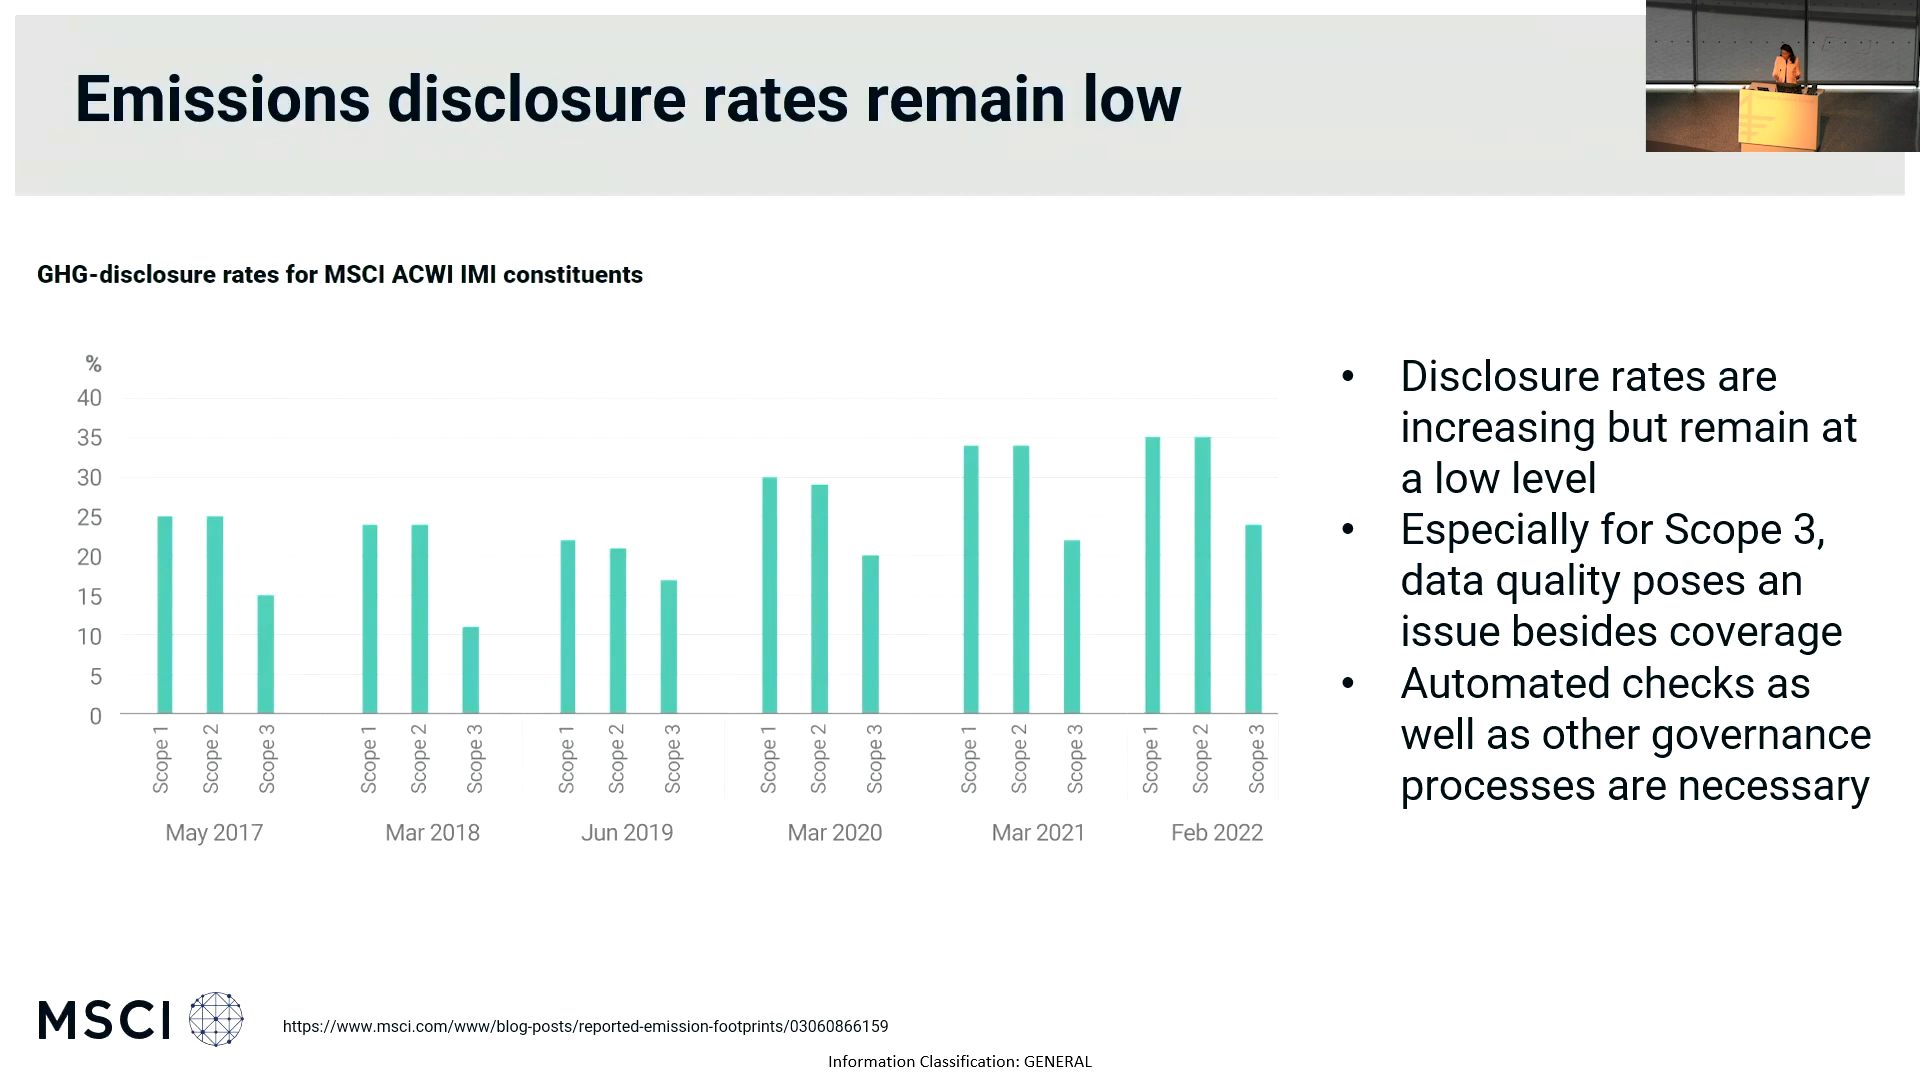 Emissions disclosure rates remain low
GHG-disclosure rates for MSCI ACWI IMI constituents
%
40
35
30
25
20
15
10
5
0
Scope 1
Scope 2
Scope 3
Scope 1
Scope 2
Scope 3
Scope 1
Scope 2
Scope 3
Scope 1
Scope 2
Scope 3
Scope 1
Scope 2
Scope 3
Scope 1
Scope 2
Scope 3
May 2017
Mar 2018
Jun 2019
Mar 2020
Mar 2021
Feb 2022
• Disclosure rates are
increasing but remain at
a low level
• Especially for Scope 3,
data quality poses an
issue besides coverage
• Automated checks as
well as other governance
processes are necessary
MSCI
https://www.msci.com/www/blog-posts/reported-emission-footprints/03060866159
Information Classification: GENERAL